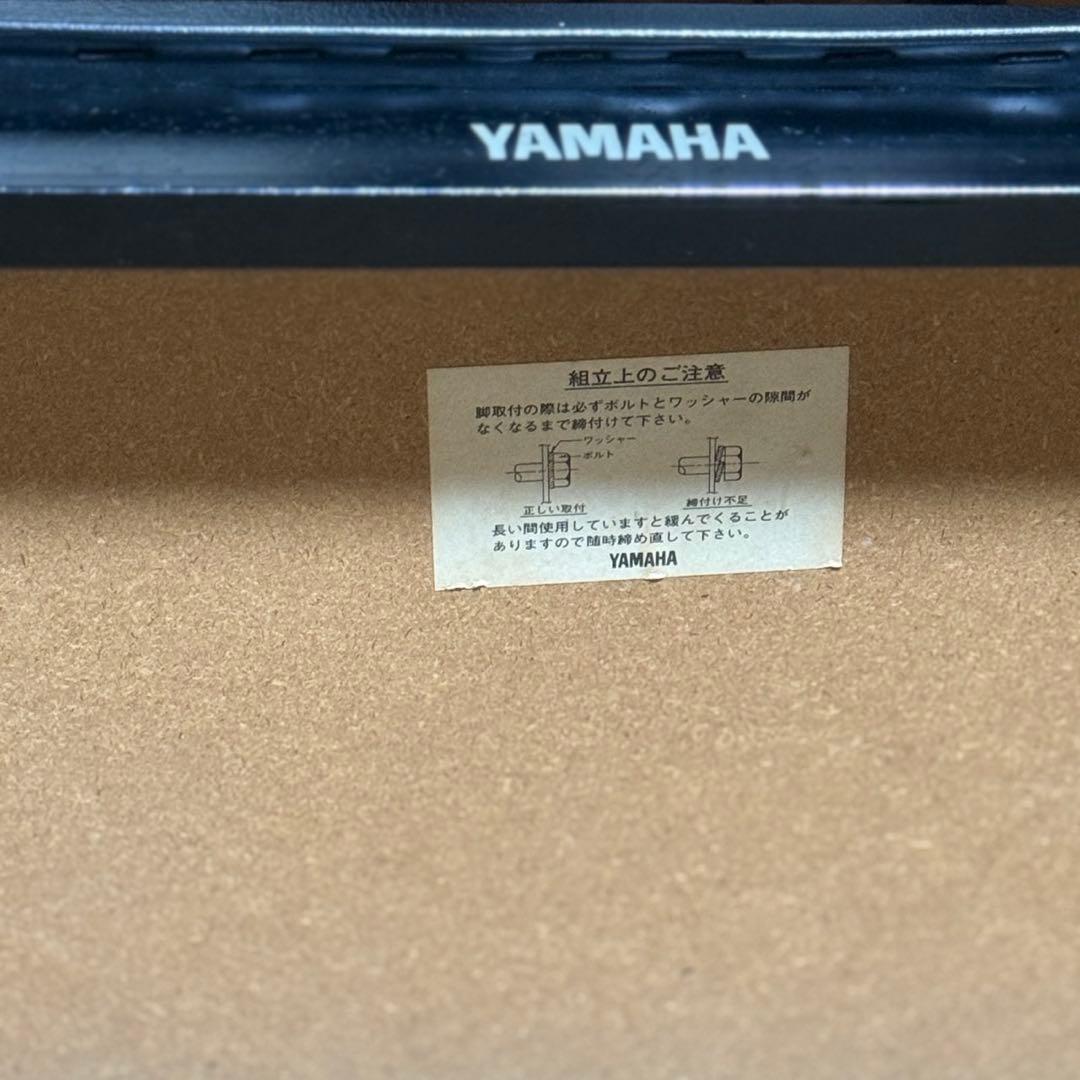 YAMAHA
組立上のご注意
脚取付の際は必ずボルトとワッシャーの隙間が
なくなるまで締付けて下さい。
ワッシャー
ボルト
正しい取付
締付け不足
長い間使用していますと緩んでくることが
ありますので随時締め直して下さい。
YAMAHA